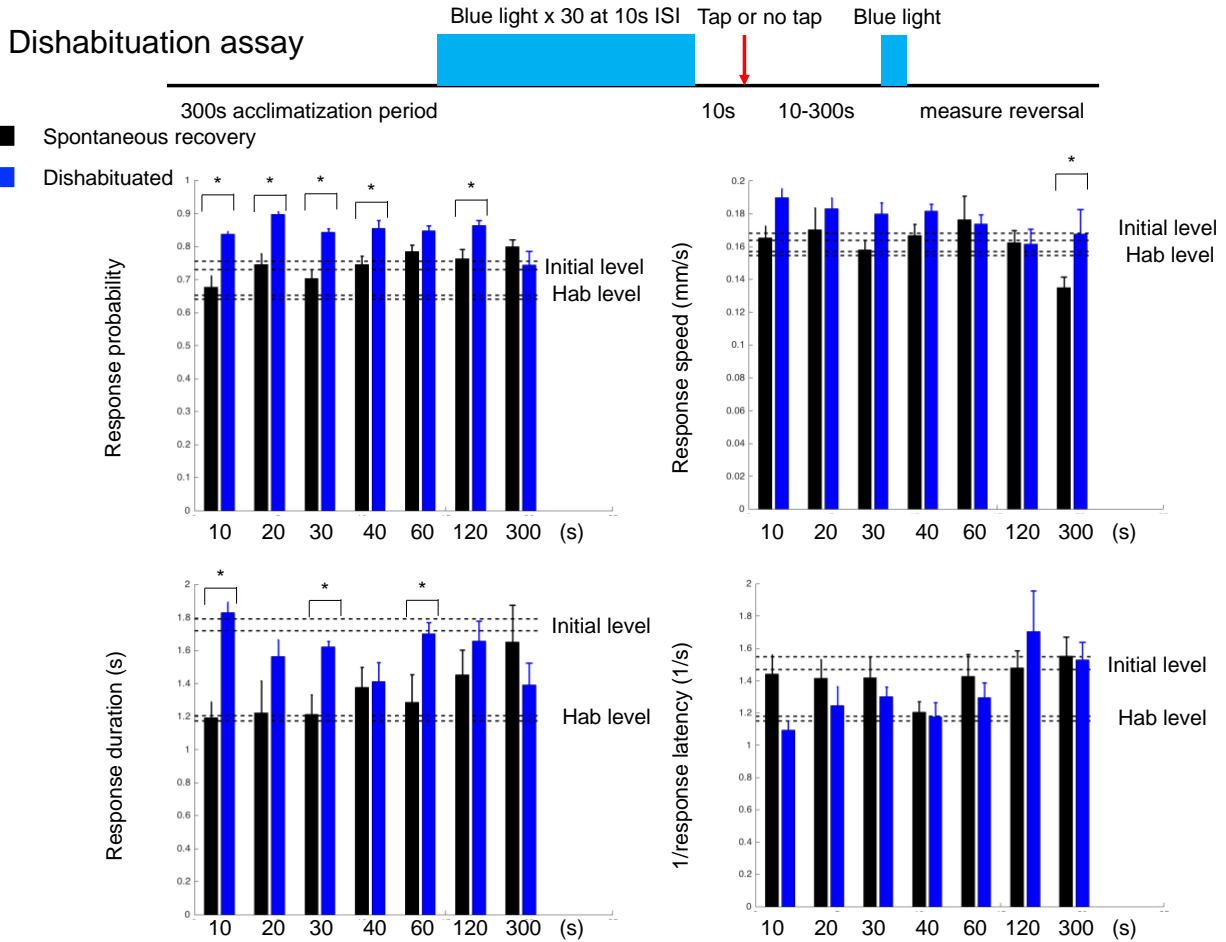 Blue light x 30 at 10s ISI Tap or no tap Blue light
Dishabituation assay
300s acclimatization period 10s 10-300s measure reversal
Spontaneous recovery
Dishabituated
Response probability
1
0.9
0.8
0.7
0.6
0.5
0.4
0.3
0.2
0.1
0
* * * * *
Initial level
Hab level
10 20 30 40 60 120 300 (s)
Response speed (mm/s)
0.2
0.18
0.16
0.14
0.12
0.1
0.08
0.06
0.04
0.02
0
*
Initial level
Hab level
10 20 30 40 60 120 300 (s)
Response duration (s)
2
1.8
1.6
1.4
1.2
1
0.8
0.6
0.4
0.2
0
* * *
Initial level
Hab level
10 20 30 40 60 120 300 (s)
1/response latency (1/s)
2
1.8
1.6
1.4
1.2
1
0.8
0.6
0.4
0.2
0
Initial level
Hab level
10 20 30 40 60 120 300 (s)